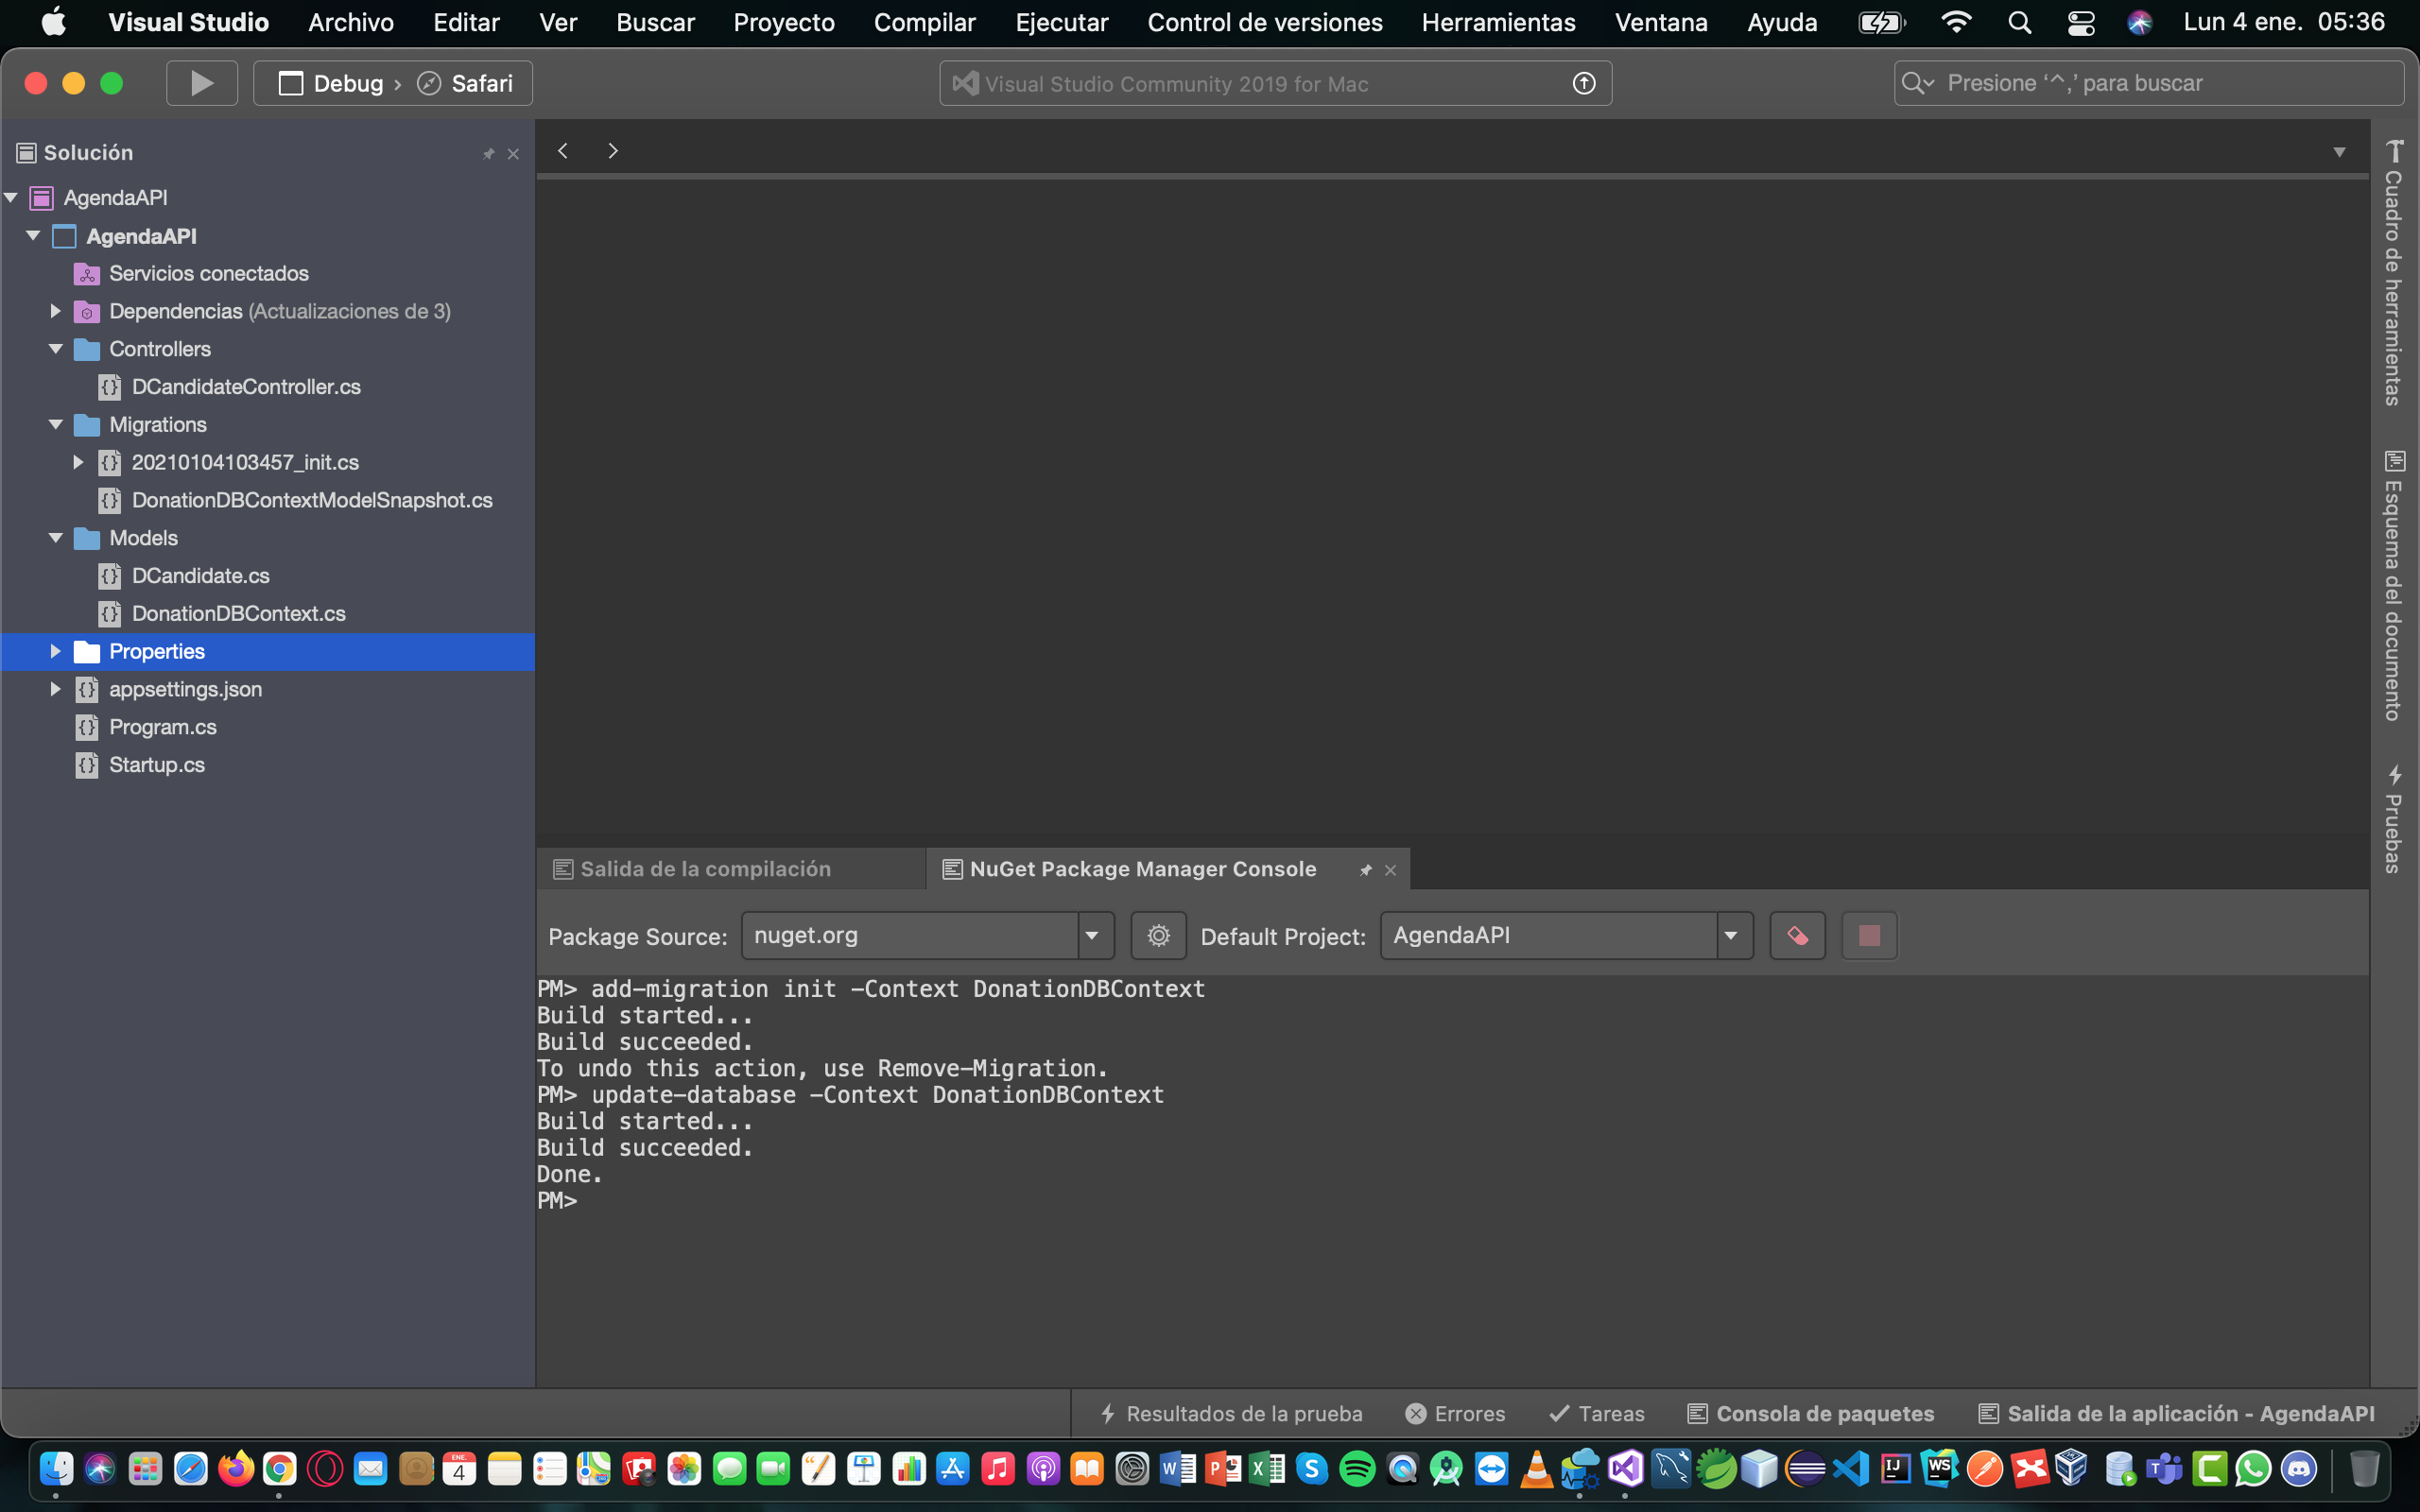 Visual Studio Archivo Editar Ver Buscar Proyecto Compilar Ejecutar Control de versiones Herramientas Ventana Ayuda Lun 4 ene. 05:36
Debug › Safari
Visual Studio Community 2019 for Mac
Presione ‘^,’ para buscar
Solución
AgendaAPI
AgendaAPI
Servicios conectados
Dependencias (Actualizaciones de 3)
Controllers
DCandidateController.cs
Migrations
20210104103457_init.cs
DonationDBContextModelSnapshot.cs
Models
DCandidate.cs
DonationDBContext.cs
Properties
appsettings.json
Program.cs
Startup.cs
Cuadro de herramientas
Esquema del documento
Pruebas
Salida de la compilación
NuGet Package Manager Console
Package Source: nuget.org Default Project: AgendaAPI
PM> add-migration init -Context DonationDBContext
Build started...
Build succeeded.
To undo this action, use Remove-Migration.
PM> update-database -Context DonationDBContext
Build started...
Build succeeded.
Done.
PM>
Resultados de la prueba Errores Tareas Consola de paquetes Salida de la aplicación - AgendaAPI
ENE.
4
W
P
X
S
IJ
WS
T
C